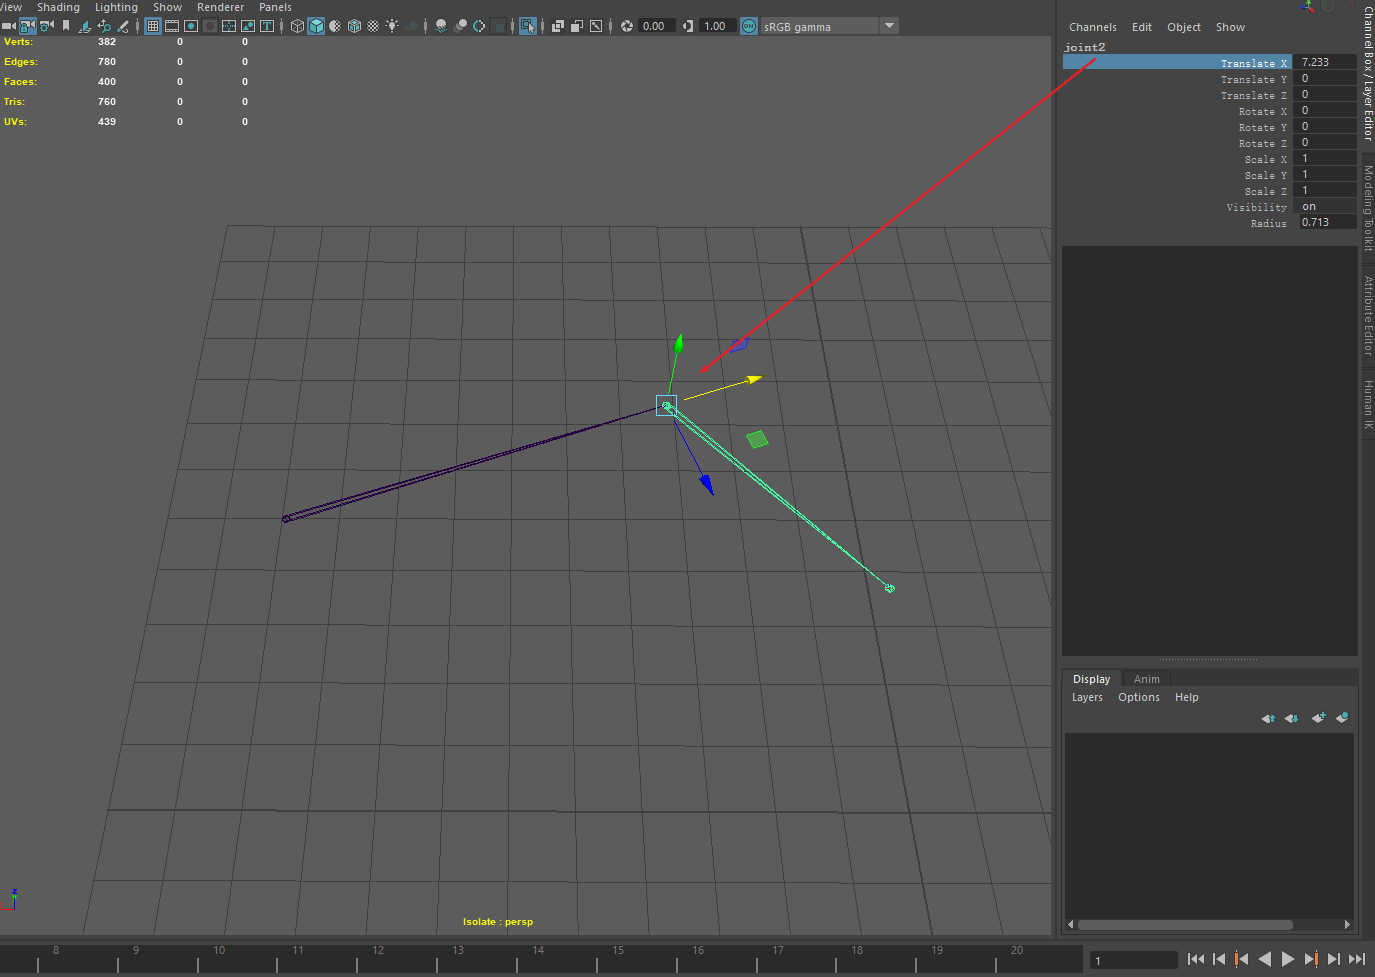 View Shading Lighting Show Renderer Panels
0.00 1.00 ON sRGB gamma
Verts: 382 0 0
Edges: 780 0 0
Faces: 400 0 0
Tris: 760 0 0
UVs: 439 0 0
Channels Edit Object Show
joint2
Translate X 7.233
Translate Y 0
Translate Z 0
Rotate X 0
Rotate Y 0
Rotate Z 0
Scale X 1
Scale Y 1
Scale Z 1
Visibility on
Radius 0.713
Channel Box / Layer Editor
Modeling Toolkit
Attribute Editor
Human IK
Display Anim
Layers Options Help
z
Isolate : persp
8 9 10 11 12 13 14 15 16 17 18 19 20
1